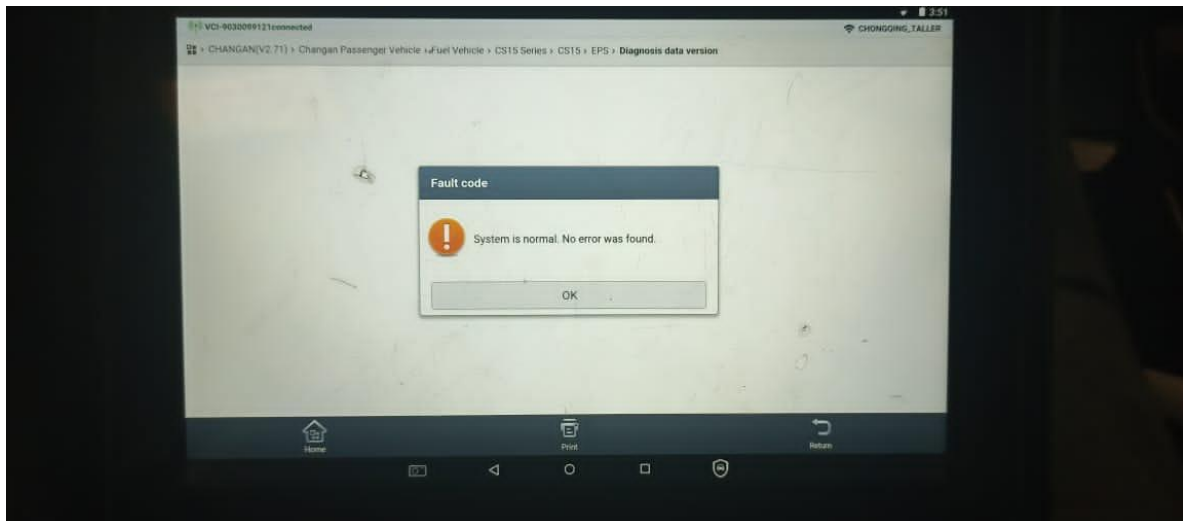 3:51
VCI-9030099121connected
CHONGQING_TALLER
› CHANGAN(V2.71) › Changan Passenger Vehicle › Fuel Vehicle › CS15 Series › CS15 › EPS › Diagnosis data version
Fault code
System is normal. No error was found.
OK
Home
Print
Return